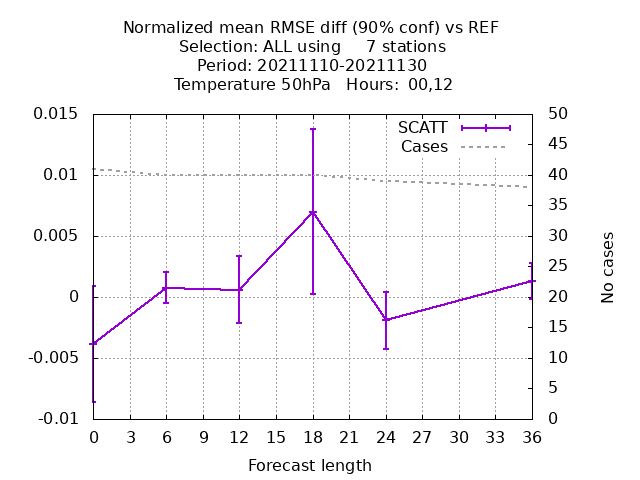 Normalized mean RMSE diff (90% conf) vs REF
Selection: ALL using     7 stations
Period: 20211110-20211130
Temperature 50hPa   Hours:  00,12
0.015
0.01
0.005
0
-0.005
-0.01
50
45
40
35
30
25
20
15
10
5
0
SCATT
Cases
No cases
0 3 6 9 12 15 18 21 24 27 30 33 36
Forecast length